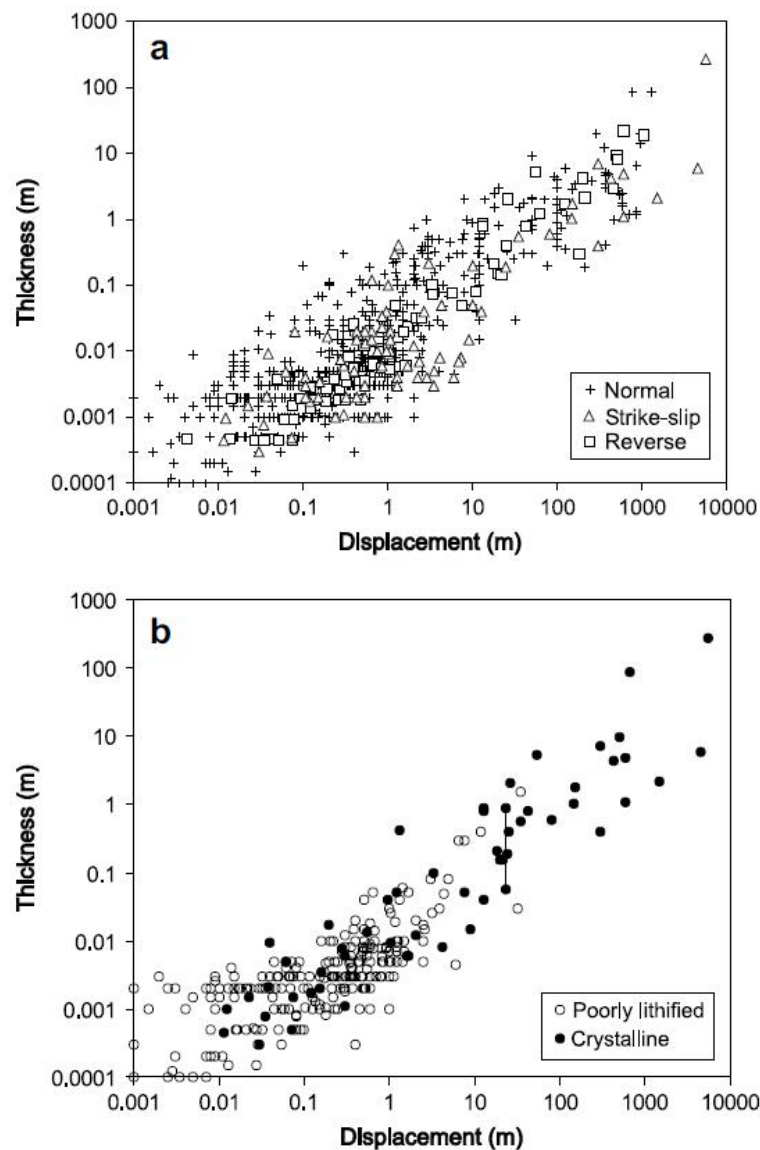 a
1000
100
10
1
0.1
0.01
0.001
0.0001
Thickness (m)
Normal
Strike-slip
Reverse
0.001 0.01 0.1 1 10 100 1000 10000
Displacement (m)
b
1000
100
10
1
0.1
0.01
0.001
0.0001
Thickness (m)
Poorly lithified
Crystalline
0.001 0.01 0.1 1 10 100 1000 10000
Displacement (m)